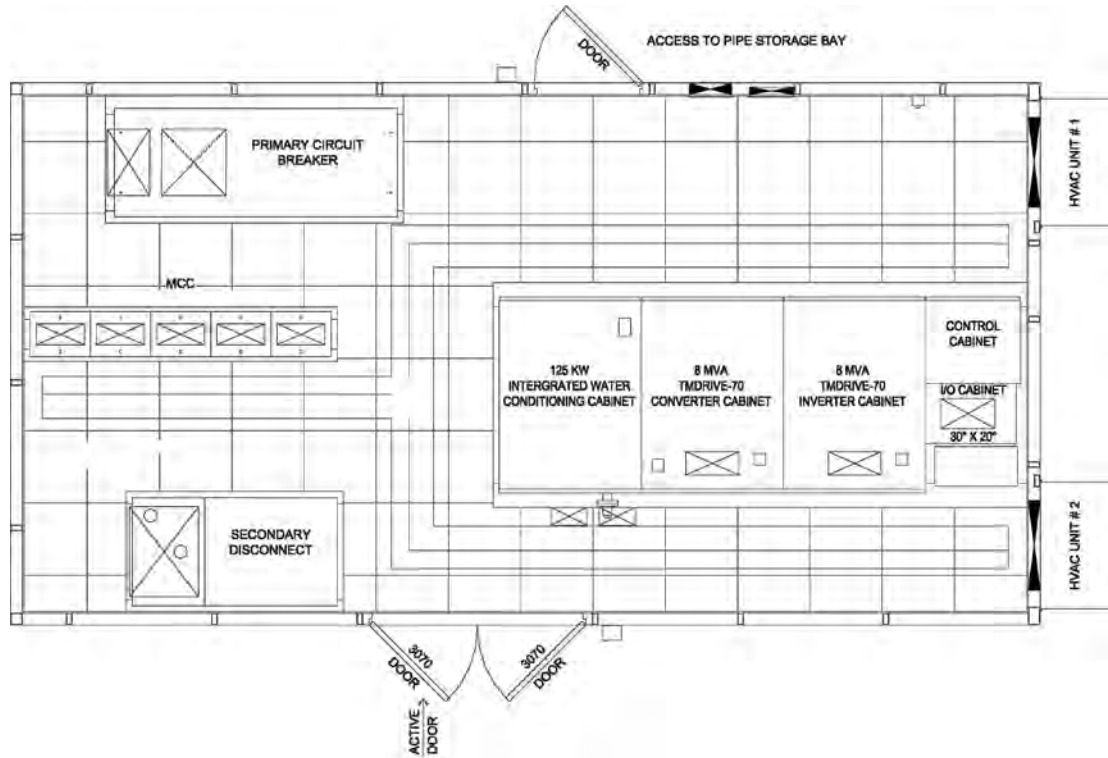 DOOR
ACCESS TO PIPE STORAGE BAY
PRIMARY CIRCUIT
BREAKER
HVAC UNIT # 1
MCC
125 KW
INTERGRATED WATER
CONDITIONING CABINET
8 MVA
TMDRIVE-70
CONVERTER CABINET
8 MVA
TMDRIVE-70
INVERTER CABINET
CONTROL
CABINET
I/O CABINET
30" X 20"
SECONDARY
DISCONNECT
HVAC UNIT # 2
3070
DOOR
3070
DOOR
ACTIVE
DOOR